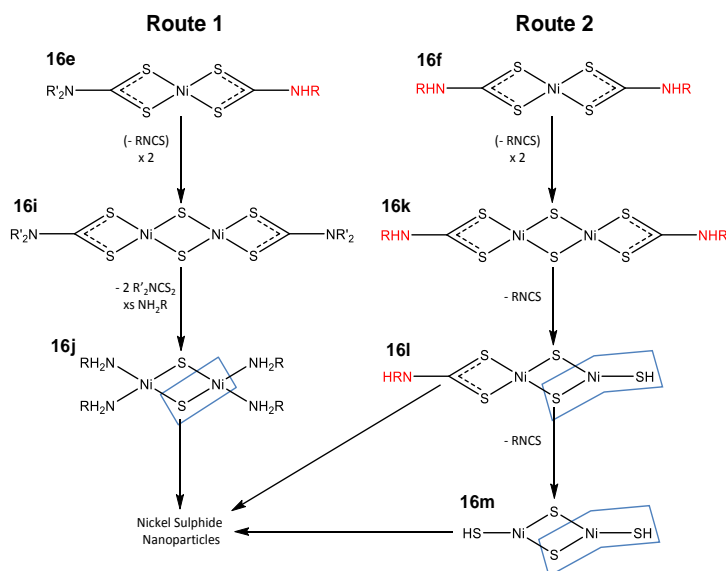 Route 1
Route 2
16e
R'2N
S
S
Ni
S
S
NHR
16f
RHN
S
S
Ni
S
S
NHR
(- RNCS)
x 2
(- RNCS)
x 2
16i
R'2N
S
S
Ni
S
S
Ni
S
S
NR'2
16k
RHN
S
S
Ni
S
S
Ni
S
S
NHR
- 2 R'2NCS2
xs NH2R
- RNCS
16j
RH2N
RH2N
Ni
S
S
Ni
NH2R
NH2R
16l
HRN
S
S
Ni
S
S
Ni
SH
- RNCS
Nickel Sulphide
Nanoparticles
16m
HS
Ni
S
S
Ni
SH